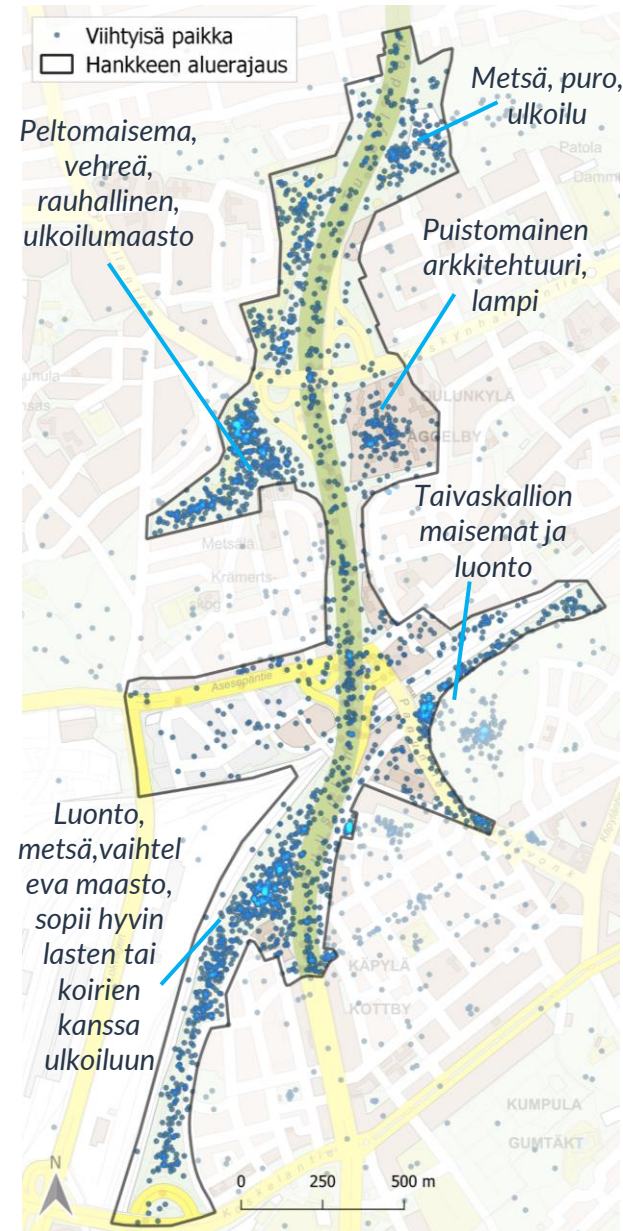 Viihtyisä paikka
Hankkeen aluerajaus
Metsä, puro,
ulkoilu
Peltomaisema,
vehreä,
rauhallinen,
ulkoilumaasto
Patola
Puistomainen
arkkitehtuuri,
lampi
OULUNKYLÄ
ÅGGELBY
Taivaskallion
maisemat ja
luonto
Metsälä
Krämerts-
skog
Asesepäntie
Luonto,
metsä,vaihtel
eva maasto,
sopii hyvin
lasten tai
koirien
kanssa
ulkoiluun
KÄPYLÄ
KOTTBY
KUMPULA
GUMTÄKT
Koskelantie
N
0 250 500 m